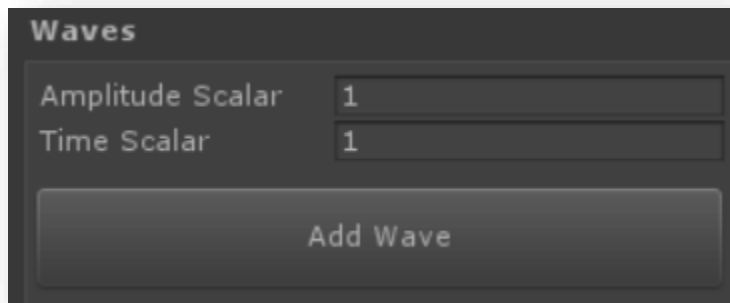 Waves
Amplitude Scalar 1
Time Scalar 1
Add Wave